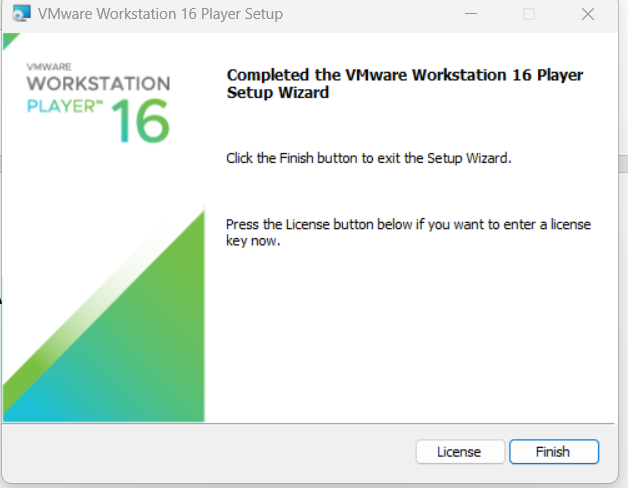 VMware Workstation 16 Player Setup
VMWARE
WORKSTATION
PLAYER™ 16
Completed the VMware Workstation 16 Player
Setup Wizard
Click the Finish button to exit the Setup Wizard.
Press the License button below if you want to enter a license
key now.
License
Finish